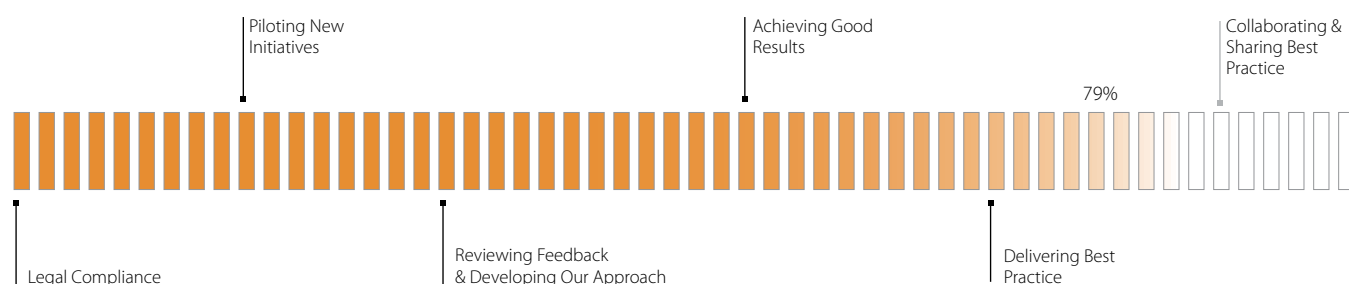 Piloting New
Initiatives
Achieving Good
Results
Collaborating &
Sharing Best
Practice
79%
Legal Compliance
Reviewing Feedback
& Developing Our Approach
Delivering Best
Practice